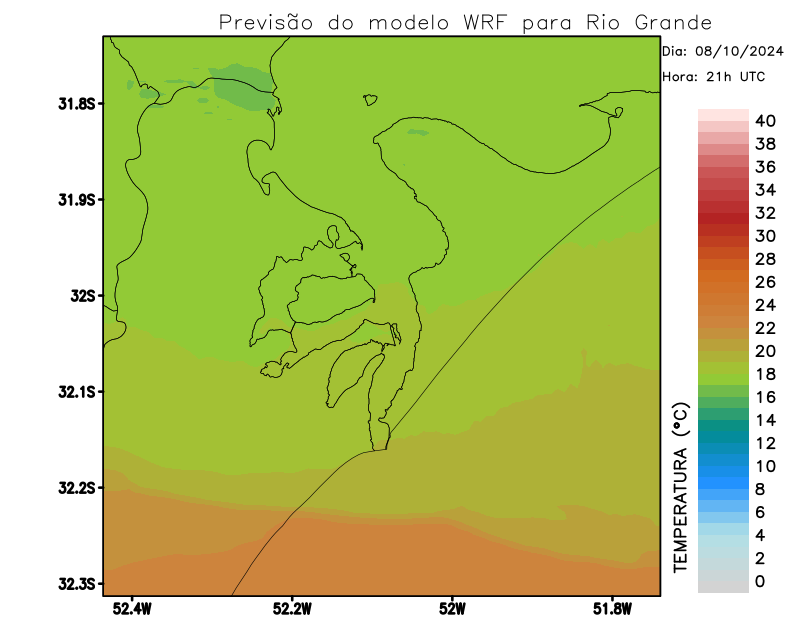 Previsão do modelo WRF para Rio Grande
Dia: 08/10/2024
Hora: 21h UTC
31.8S
31.9S
32S
32.1S
32.2S
32.3S
52.4W
52.2W
52W
51.8W
TEMPERATURA (°C)
40
38
36
34
32
30
28
26
24
22
20
18
16
14
12
10
8
6
4
2
0